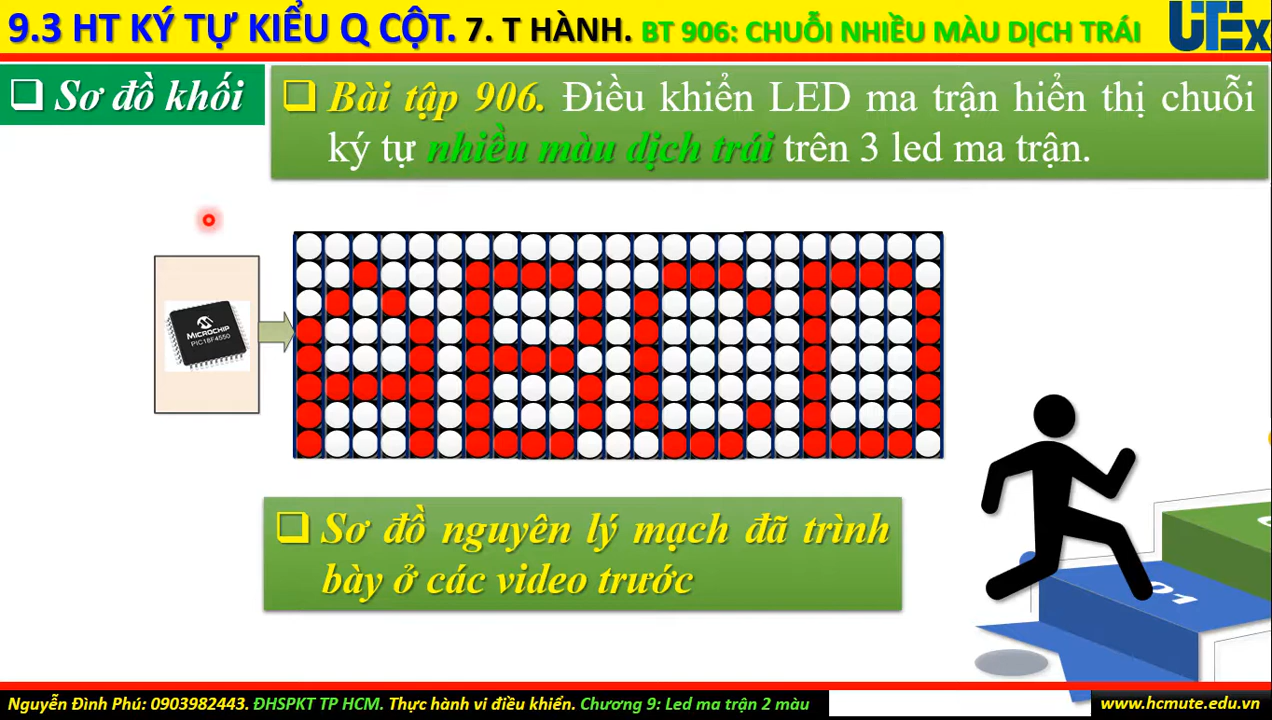 9.3 HT KÝ TỰ KIỂU Q CỘT. 7. T HÀNH. BT 906: CHUỖI NHIỀU MÀU DỊCH TRÁI
UTEx
❑ Sơ đồ khối
❑ Bài tập 906. Điều khiển LED ma trận hiển thị chuỗi
ký tự nhiều màu dịch trái trên 3 led ma trận.
MICROCHIP
PIC18F4550
ABCD
❑ Sơ đồ nguyên lý mạch đã trình
bày ở các video trước
01
Nguyễn Đình Phú: 0903982443. ĐHSPKT TP HCM. Thực hành vi điều khiển. Chương 9: Led ma trận 2 màu
www.hcmute.edu.vn